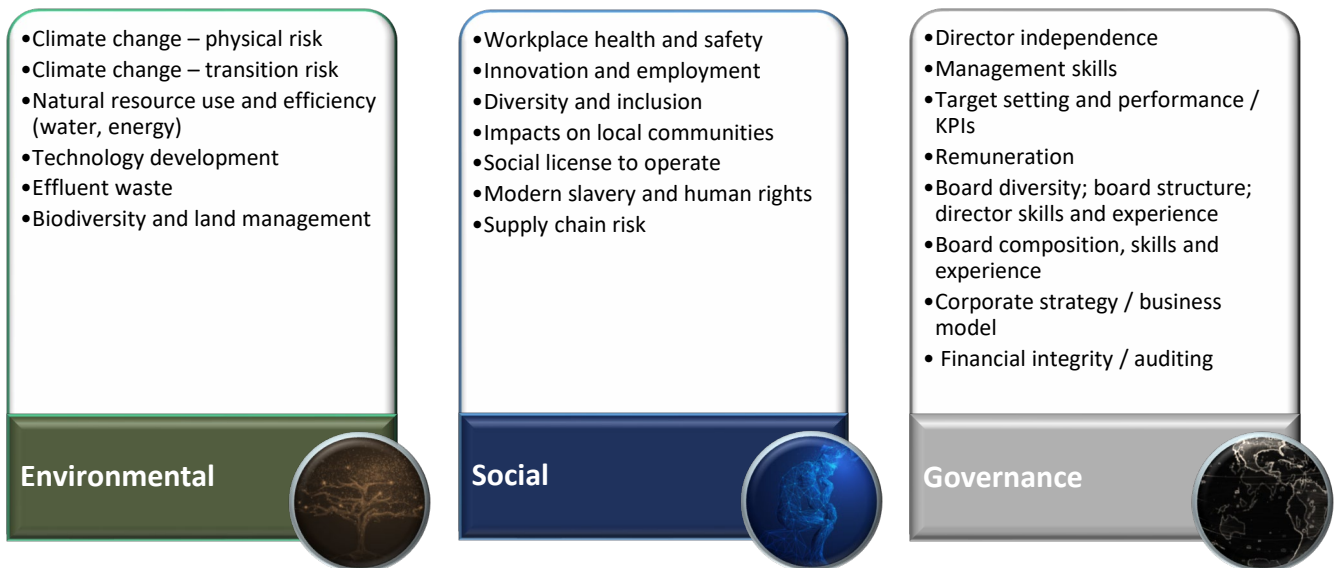 •Climate change – physical risk
•Climate change – transition risk
•Natural resource use and efficiency
(water, energy)
•Technology development
•Effluent waste
•Biodiversity and land management
Environmental
•Workplace health and safety
•Innovation and employment
•Diversity and inclusion
•Impacts on local communities
•Social license to operate
•Modern slavery and human rights
•Supply chain risk
Social
•Director independence
•Management skills
•Target setting and performance /
KPIs
•Remuneration
•Board diversity; board structure;
director skills and experience
•Board composition, skills and
experience
•Corporate strategy / business
model
• Financial integrity / auditing
Governance